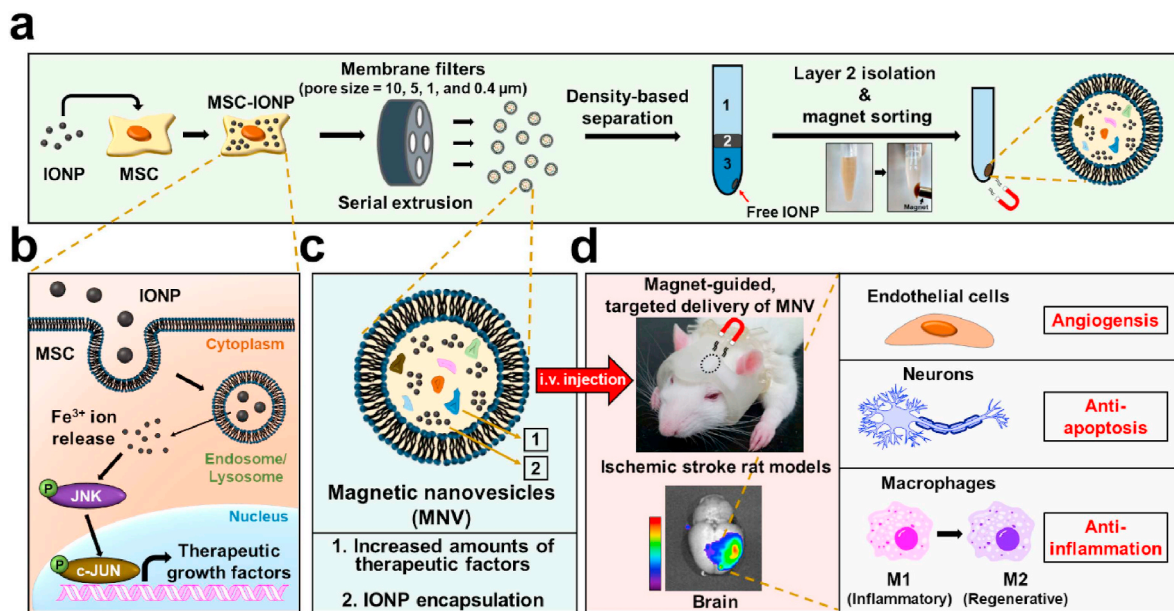 a
IONP
MSC
MSC-IONP
Membrane filters
(pore size = 10, 5, 1, and 0.4 µm)
Serial extrusion
Density-based
separation
1
2
3
Free IONP
Layer 2 isolation
&
magnet sorting
Magnet
b
IONP
MSC
Cytoplasm
Fe³⁺ ion
release
Endosome/
Lysosome
P
JNK
Nucleus
P
c-JUN
Therapeutic
growth factors
c
1
2
Magnetic nanovesicles
(MNV)
1. Increased amounts of
therapeutic factors
2. IONP encapsulation
i.v. injection
d
Magnet-guided,
targeted delivery of MNV
Ischemic stroke rat models
Brain
Endothelial cells
Angiogensis
Neurons
Anti-
apoptosis
Macrophages
M1
(Inflammatory)
M2
(Regenerative)
Anti-
inflammation